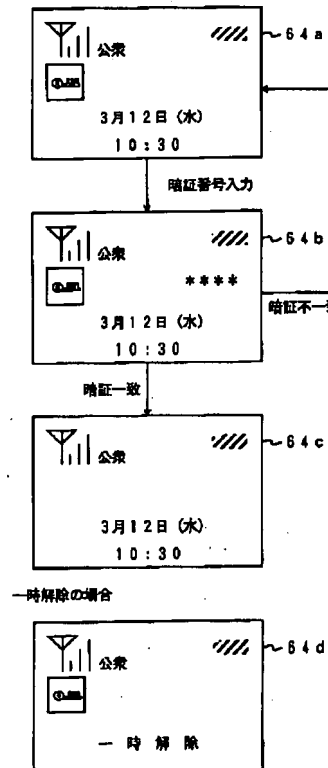 公衆
64a
3月12日 (水)
10:30
暗証番号入力
公衆
64b
****
3月12日 (水)
10:30
暗証不一
暗証一致
公衆
64c
3月12日 (水)
10:30
一時解除の場合
公衆
64d
一時解除